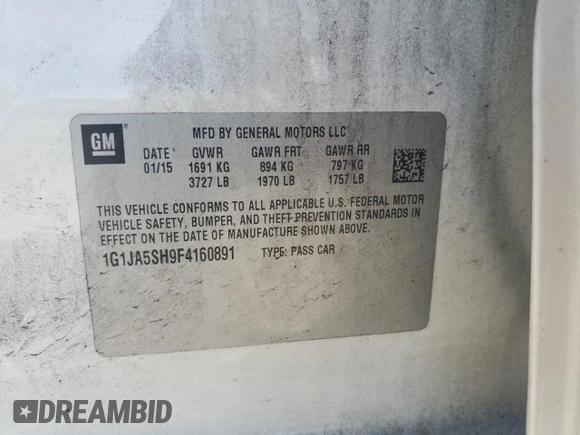 GM
MFD BY GENERAL MOTORS LLC
DATE GVWR GAWR FRT GAWR RR
01/15 1691 KG 894 KG 797 KG
3727 LB 1970 LB 1757 LB
THIS VEHICLE CONFORMS TO ALL APPLICABLE U.S. FEDERAL MOTOR
VEHICLE SAFETY, BUMPER, AND THEFT PREVENTION STANDARDS IN
EFFECT ON THE DATE OF MANUFACTURE SHOWN ABOVE.
1G1JA5SH9F4160891 TYPE: PASS CAR
DREAMBID